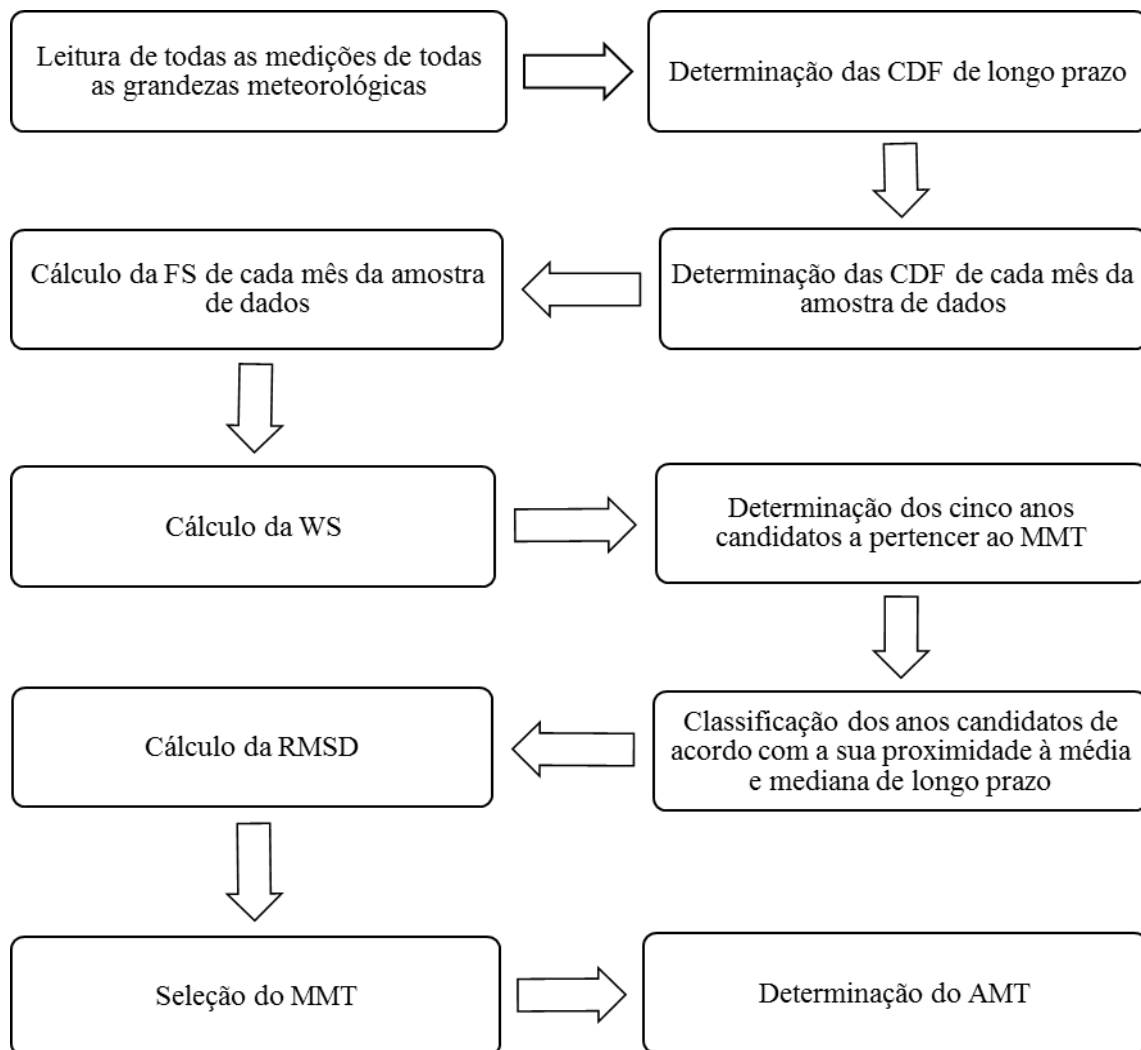 Leitura de todas as medições de todas
as grandezas meteorológicas
Determinação das CDF de longo prazo
Determinação das CDF de cada mês da
amostra de dados
Cálculo da FS de cada mês da amostra
de dados
Cálculo da WS
Determinação dos cinco anos
candidatos a pertencer ao MMT
Classificação dos anos candidatos de
acordo com a sua proximidade à média
e mediana de longo prazo
Cálculo da RMSD
Seleção do MMT
Determinação do AMT